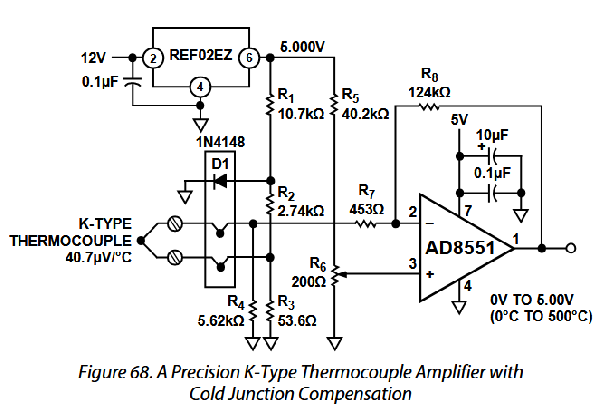 12V
2
REF02EZ
6
5.000V
0.1µF
4
R1
10.7kΩ
R5
40.2kΩ
R8
124kΩ
5V
10µF
+
0.1µF
1N4148
D1
R2
2.74kΩ
K-TYPE
THERMOCOUPLE
40.7µV/°C
R7
453Ω
2
−
7
AD8551
1
3
+
4
R6
200Ω
R4
5.62kΩ
R3
53.6Ω
0V TO 5.00V
(0°C TO 500°C)
Figure 68. A Precision K-Type Thermocouple Amplifier with
Cold Junction Compensation